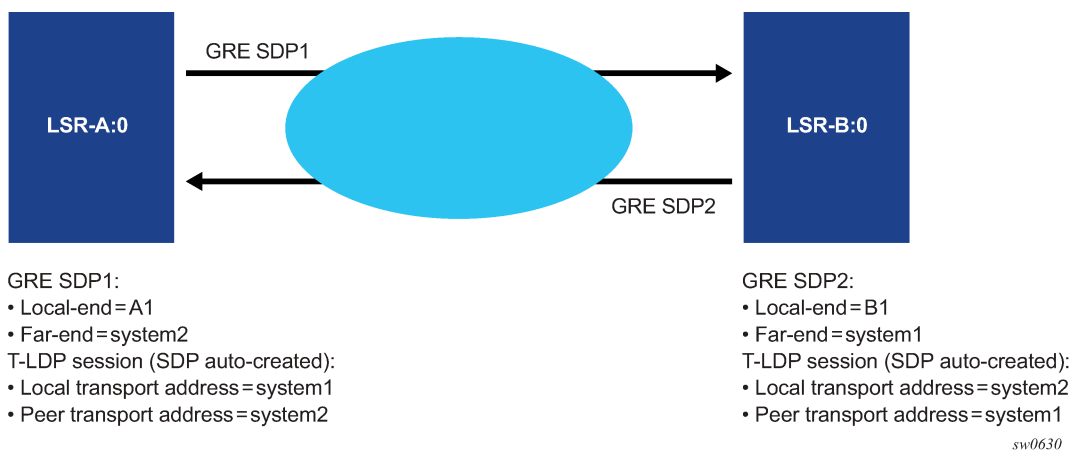 GRE SDP1
LSR-A:0
LSR-B:0
GRE SDP2
GRE SDP1:
• Local-end=A1
• Far-end=system2
T-LDP session (SDP auto-created):
• Local transport address=system1
• Peer transport address=system2
GRE SDP2:
• Local-end=B1
• Far-end=system1
T-LDP session (SDP auto-created):
• Local transport address=system2
• Peer transport address=system1
sw0630